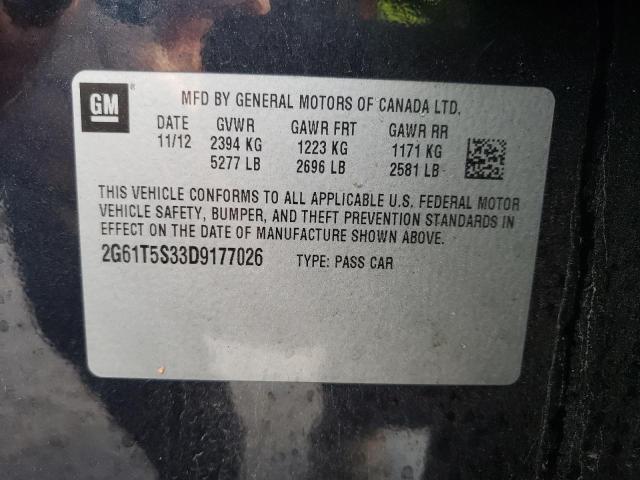 GM®
MFD BY GENERAL MOTORS OF CANADA LTD.
DATE GVWR GAWR FRT GAWR RR
11/12 2394 KG 1223 KG 1171 KG
5277 LB 2696 LB 2581 LB
THIS VEHICLE CONFORMS TO ALL APPLICABLE U.S. FEDERAL MOTOR
VEHICLE SAFETY, BUMPER, AND THEFT PREVENTION STANDARDS IN
EFFECT ON THE DATE OF MANUFACTURE SHOWN ABOVE.
2G61T5S33D9177026 TYPE: PASS CAR